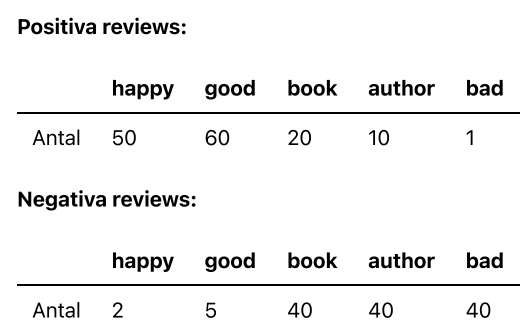 Positiva reviews:
happy good book author bad
Antal 50 60 20 10 1
Negativa reviews:
happy good book author bad
Antal 2 5 40 40 40